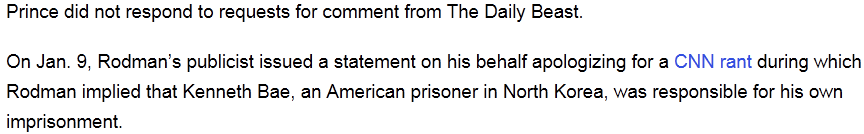 Prince did not respond to requests for comment from The Daily Beast.
On Jan. 9, Rodman’s publicist issued a statement on his behalf apologizing for a CNN rant during which
Rodman implied that Kenneth Bae, an American prisoner in North Korea, was responsible for his own
imprisonment.